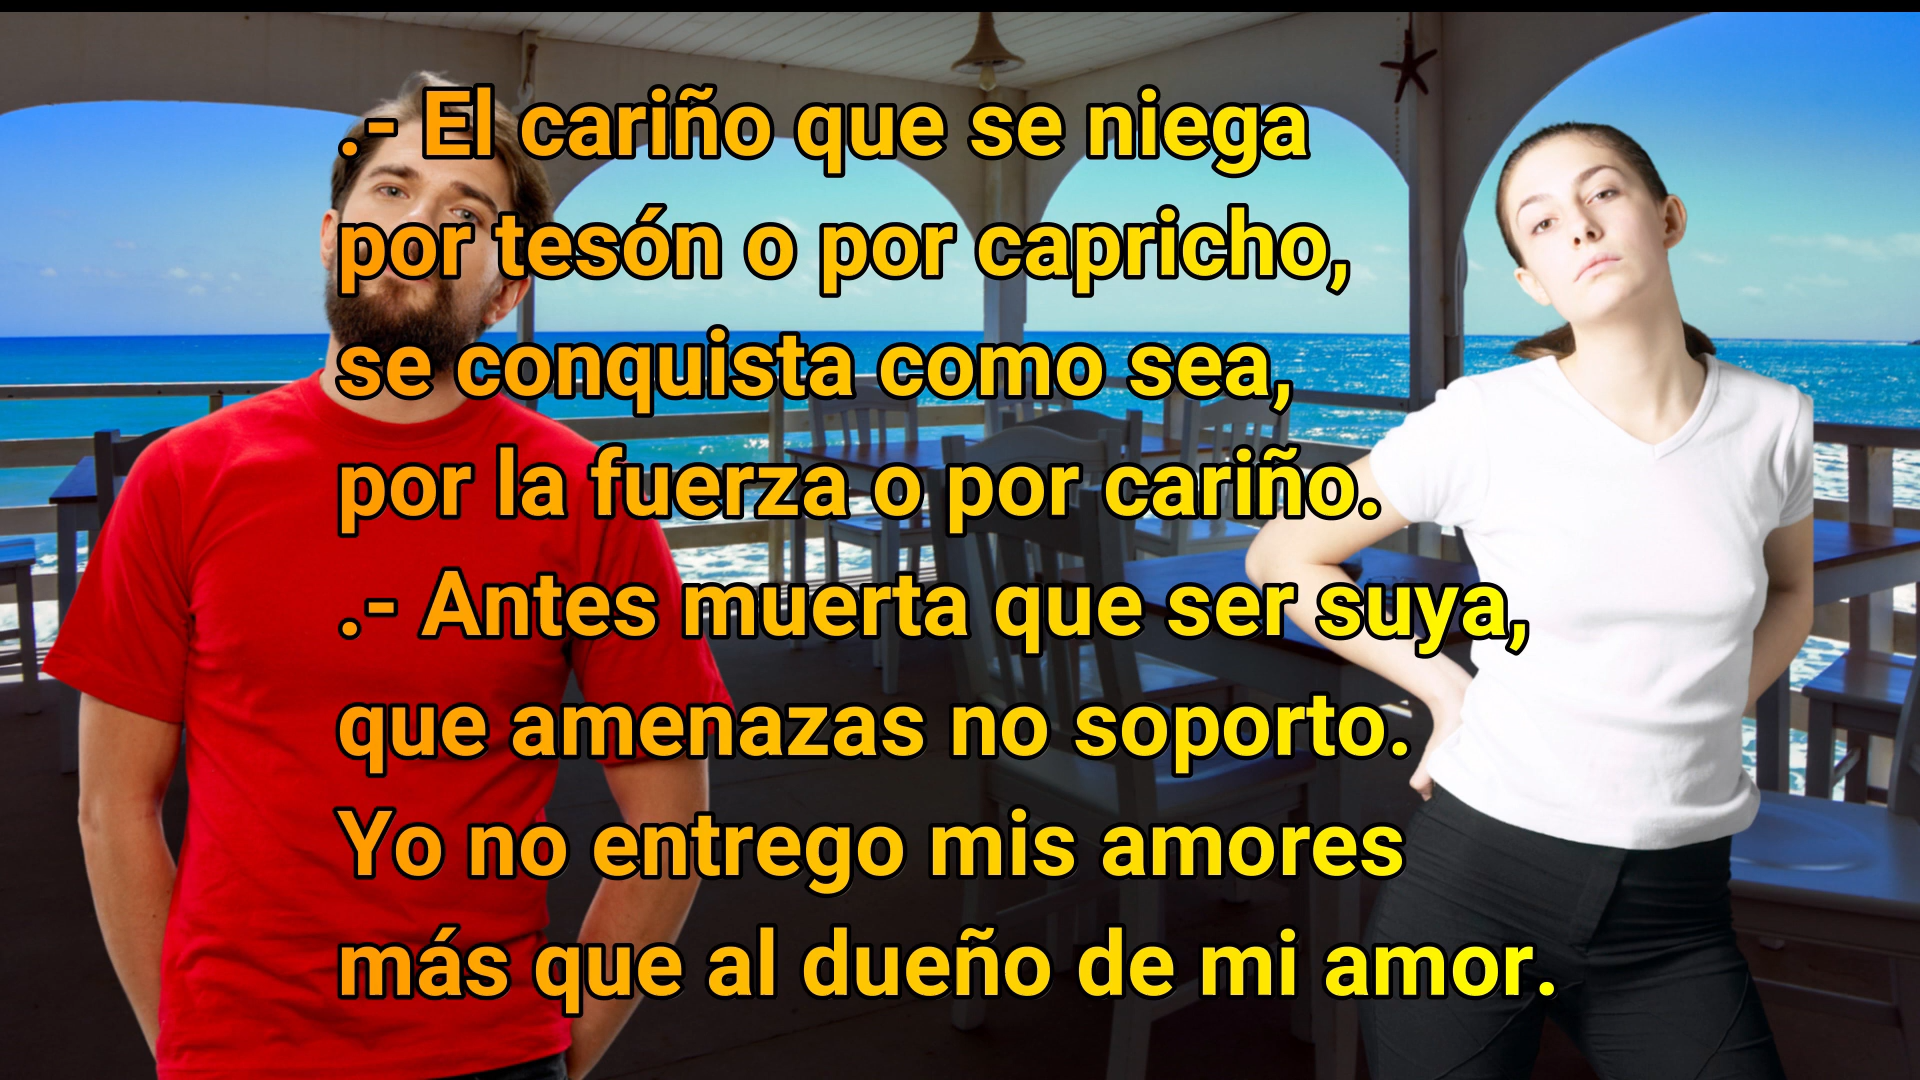 .- El cariño que se niega
por tesón o por capricho,
se conquista como sea,
por la fuerza o por cariño.
.- Antes muerta que ser suya,
que amenazas no soporto.
Yo no entrego mis amores
más que al dueño de mi amor.